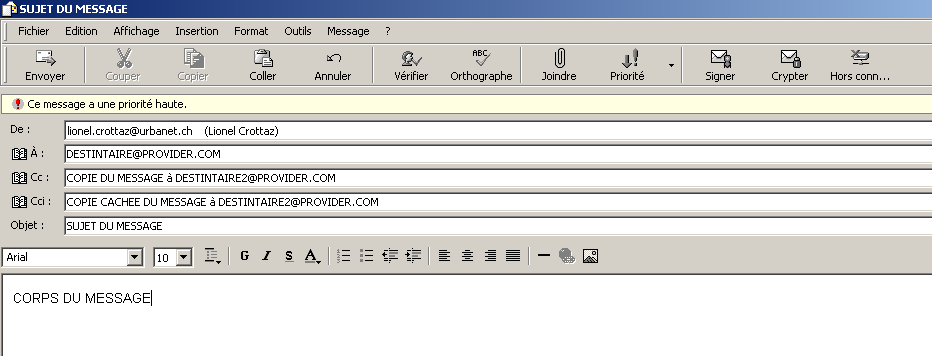 SUJET DU MESSAGE
Fichier Edition Affichage Insertion Format Outils Message ?
Envoyer Couper Copier Coller Annuler Vérifier Orthographe Joindre Priorité Signer Crypter Hors conn...
Ce message a une priorité haute.
De : lionel.crottaz@urbanet.ch (Lionel Crottaz)
À : DESTINTAIRE@PROVIDER.COM
Cc : COPIE DU MESSAGE à DESTINTAIRE2@PROVIDER.COM
Cci : COPIE CACHEE DU MESSAGE à DESTINTAIRE2@PROVIDER.COM
Objet : SUJET DU MESSAGE
Arial 10 G I S A
CORPS DU MESSAGE